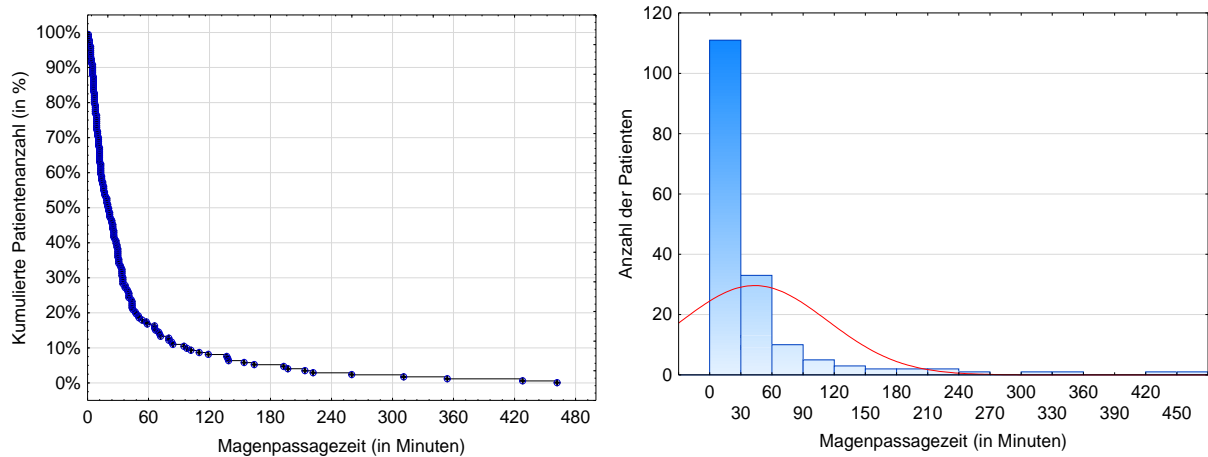 Kumulierte Patientenanzahl (in %)
100%
90%
80%
70%
60%
50%
40%
30%
20%
10%
0%
0 60 120 180 240 300 360 420 480
Magenpassagezeit (in Minuten)
Anzahl der Patienten
120
100
80
60
40
20
0
0 60 120 180 240 300 360 420
30 90 150 210 270 330 390 450
Magenpassagezeit (in Minuten)